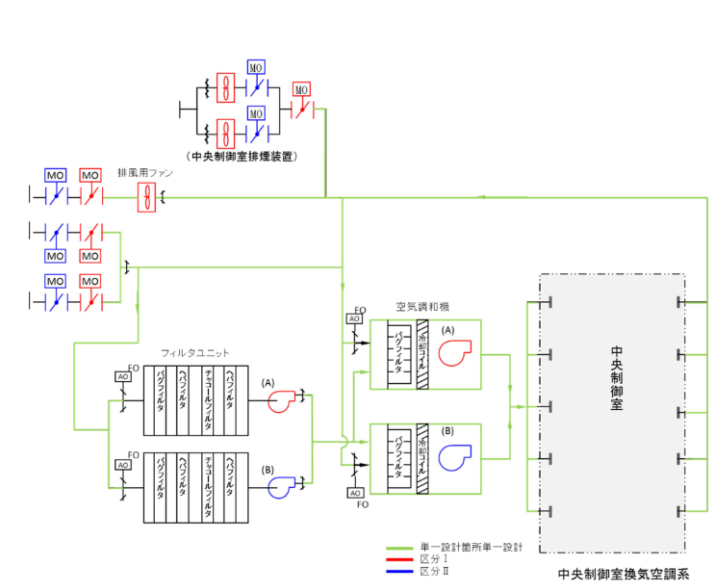 MO
MO
MO
(中央制御室排煙装置)
排風用ファン
MO
MO
MO
MO
MO
MO
空気調和機
FO
AO
(A)
バグフィルタ
冷却コイル
中央制御室
フィルタユニット
FO
AO
バグフィルタ
ヘパフィルタ
チャコールフィルタ
ヘパフィルタ
(A)
(B)
バグフィルタ
冷却コイル
FO
AO
バグフィルタ
ヘパフィルタ
チャコールフィルタ
ヘパフィルタ
(B)
AO
FO
単一設計箇所単一設計
区分Ⅰ
区分Ⅱ
中央制御室換気空調系